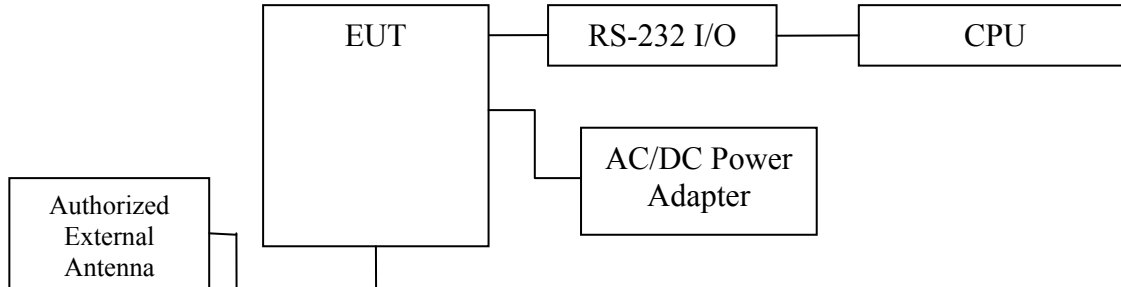 EUT
RS-232 I/O
CPU
AC/DC Power
Adapter
Authorized
External
Antenna